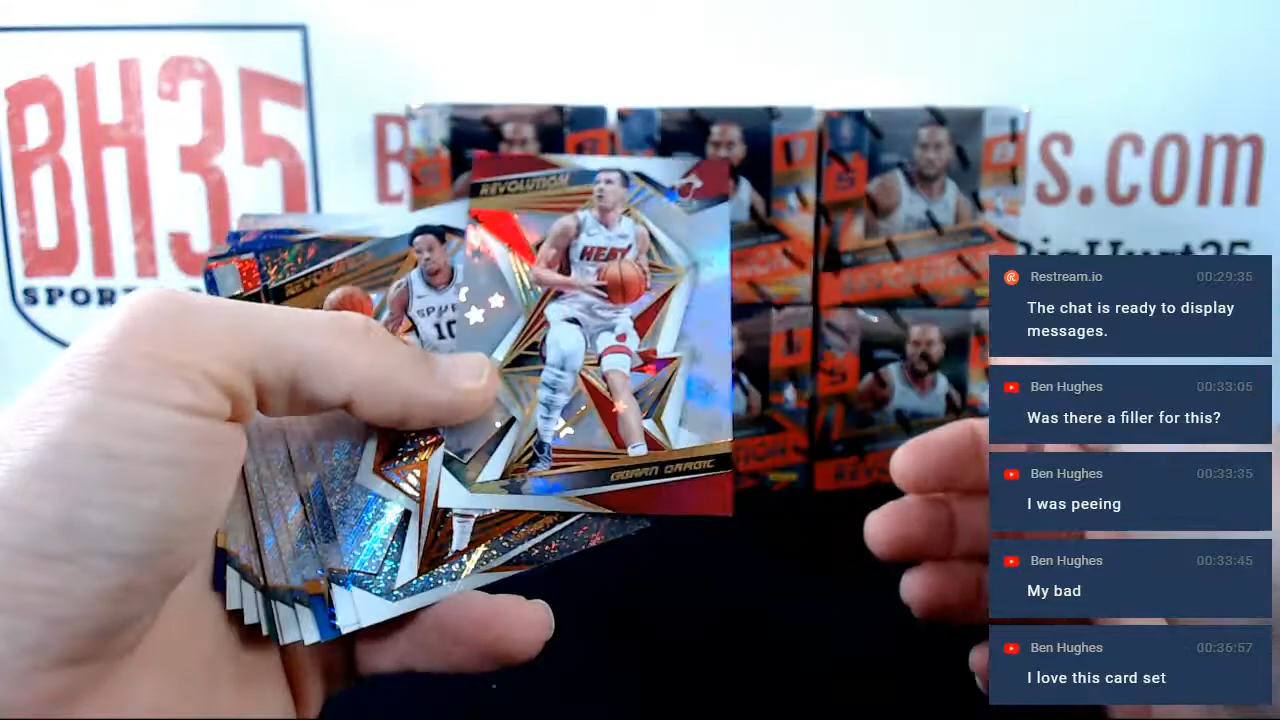 BH35
SPOR
B
s.com
BigHurt35
REVOLUTION
HEAT
GORAN DRAGIC
SPURS
10
Restream.io 00:29:35
The chat is ready to display
messages.
Ben Hughes 00:33:05
Was there a filler for this?
Ben Hughes 00:33:35
I was peeing
Ben Hughes 00:33:45
My bad
Ben Hughes 00:36:57
I love this card set